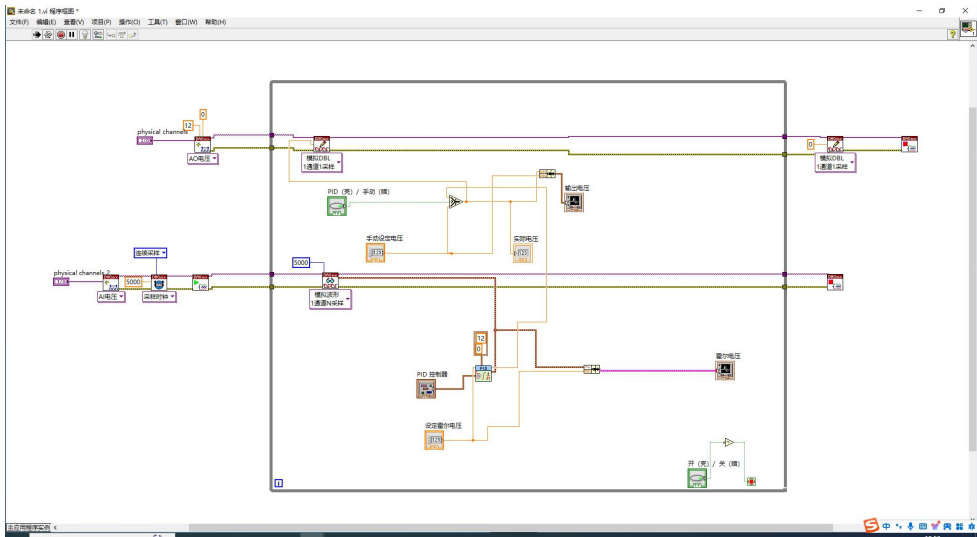 未命名 1.vi 程序框图 *
文件(F) 编辑(E) 查看(V) 项目(P) 操作(O) 工具(T) 窗口(W) 帮助(H)
0
12
physical channels
AO电压
模拟DBL
1通道1采样
0
模拟DBL
1通道1采样
PID（亮）/ 手动（暗）
输出电压
手动设定电压
实际电压
连续采样
5000
physical channels 2
5000
AI电压
采样时钟
模拟波形
1通道N采样
12
0
PID
霍尔电压
PID 控制器
设定霍尔电压
开（亮）/ 关（暗）
i
主应用程序实例
中